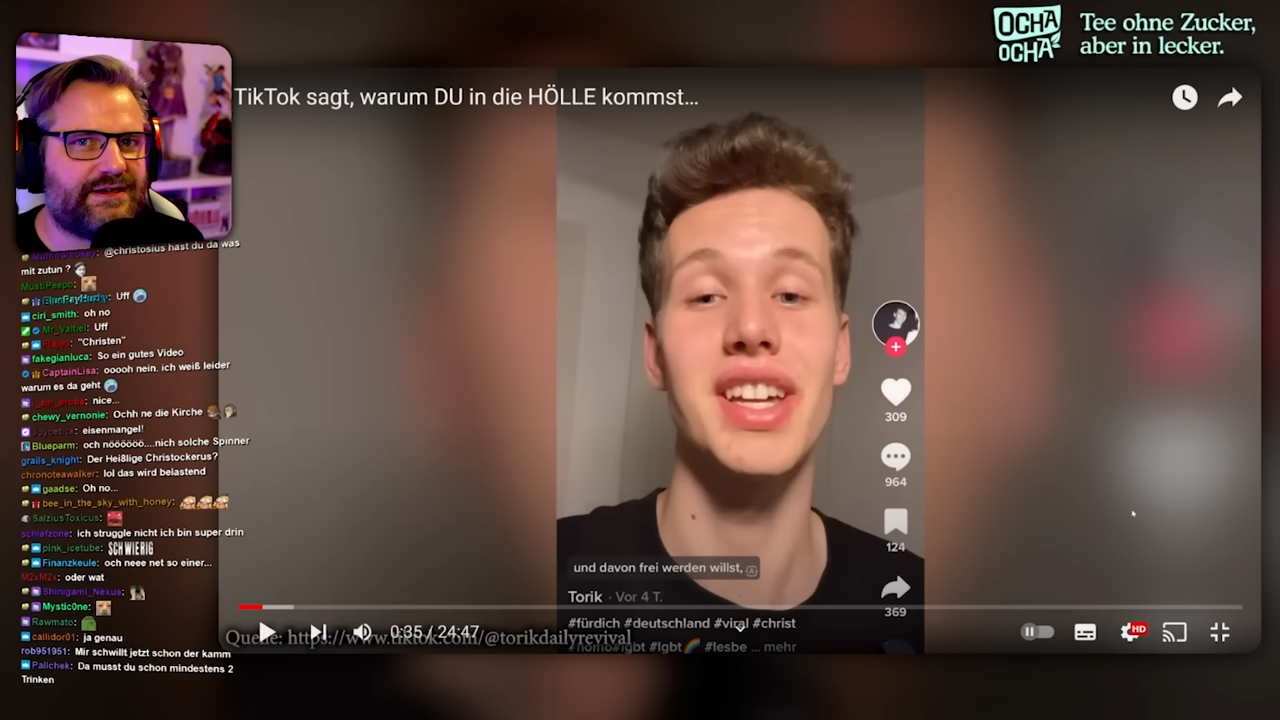 OCHA
OCHA
Tee ohne Zucker,
aber in lecker.
TikTok sagt, warum DU in die HÖLLE kommst...
@christosius hast du da was
mit zutun ?
MustiPeepo:
BlueRayHusky: Uff
ciri_smith: oh no
Mr_Valtiel: Uff
"Christen"
fakegianluca: So ein gutes Video
CaptainLisa: ooooh nein. ich weiß leider
warum es da geht
nice...
chewy_vernonie: Ochh ne die Kirche
eisenmangel!
Blueparm: och nöööööö....nich solche Spinner
grails_knight: Der Hei8lige Christockerus?
chronoteawalker: lol das wird belastend
gaadse: Oh no...
bee_in_the_sky_with_honey:
SalziusToxicus:
schlafzone: ich struggle nicht ich bin super drin
pink_icetube: SCHWIERIG
Finanzkeule: och neee net so einer...
M2xM2x: oder wat
Shinigami_Nexus:
Mystic0ne:
Rawmato:
callidor01: ja genau
rob951951: Mir schwillt jetzt schon der kamm
Pallchek: Da musst du schon mindestens 2
Trinken
309
964
124
369
und davon frei werden willst,
Torik · Vor 4 T.
#fürdich #deutschland #viral #christ
#homo #lgbt #lgbt #lesbe ... mehr
0:35 / 24:47
HD
Quelle: https://www.tiktok.com/@torikdailyrevival